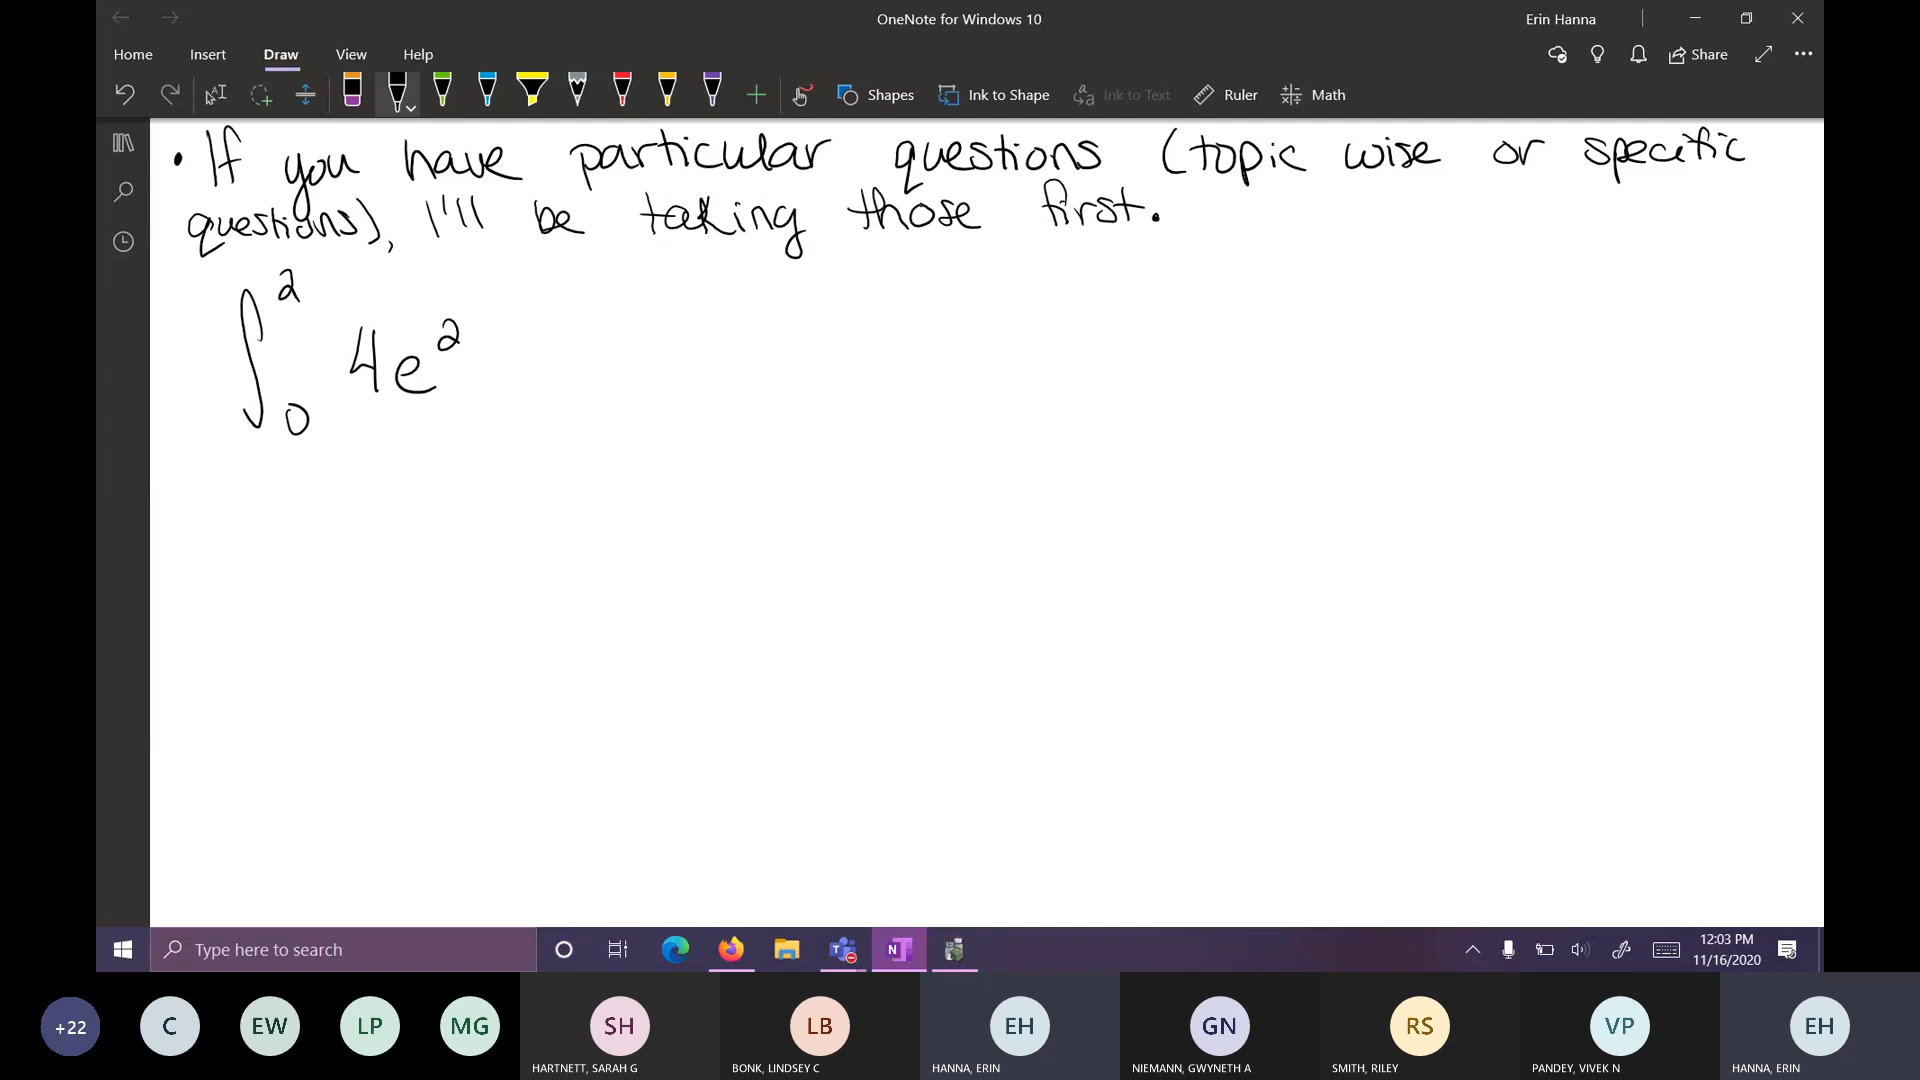 OneNote for Windows 10
Erin Hanna
Home Insert Draw View Help
Share
Shapes Ink to Shape Ink to Text Ruler Math
• If you have particular questions (topic wise or specific
questions), I'll be taking those first.
∫₀² 4e²
Type here to search
12:03 PM
11/16/2020
+22 C EW LP MG SH LB EH GN RS VP EH
HARTNETT, SARAH G BONK, LINDSEY C HANNA, ERIN NIEMANN, GWYNETH A SMITH, RILEY PANDEY, VIVEK N HANNA, ERIN